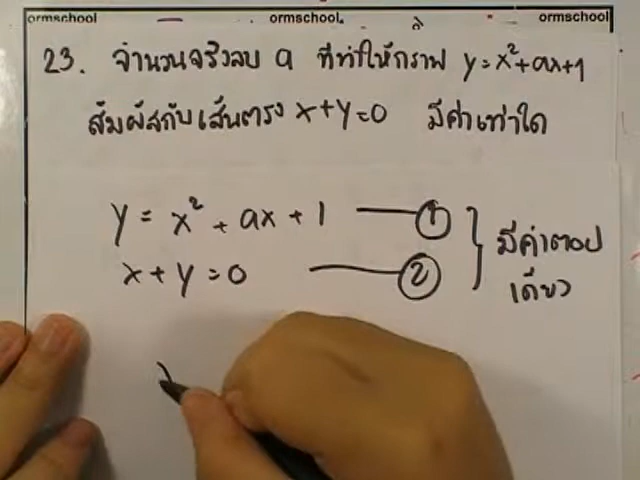 ormschool ormschool. ormschool
23. จำนวนจริงลบ a ที่ทำให้กราฟ y=x²+ax+1
สัมผัสกับเส้นตรง x+y=0 มีค่าเท่าใด
y = x² + ax + 1 ——① มีคำตอบ
x+y=0 ——② เดียว